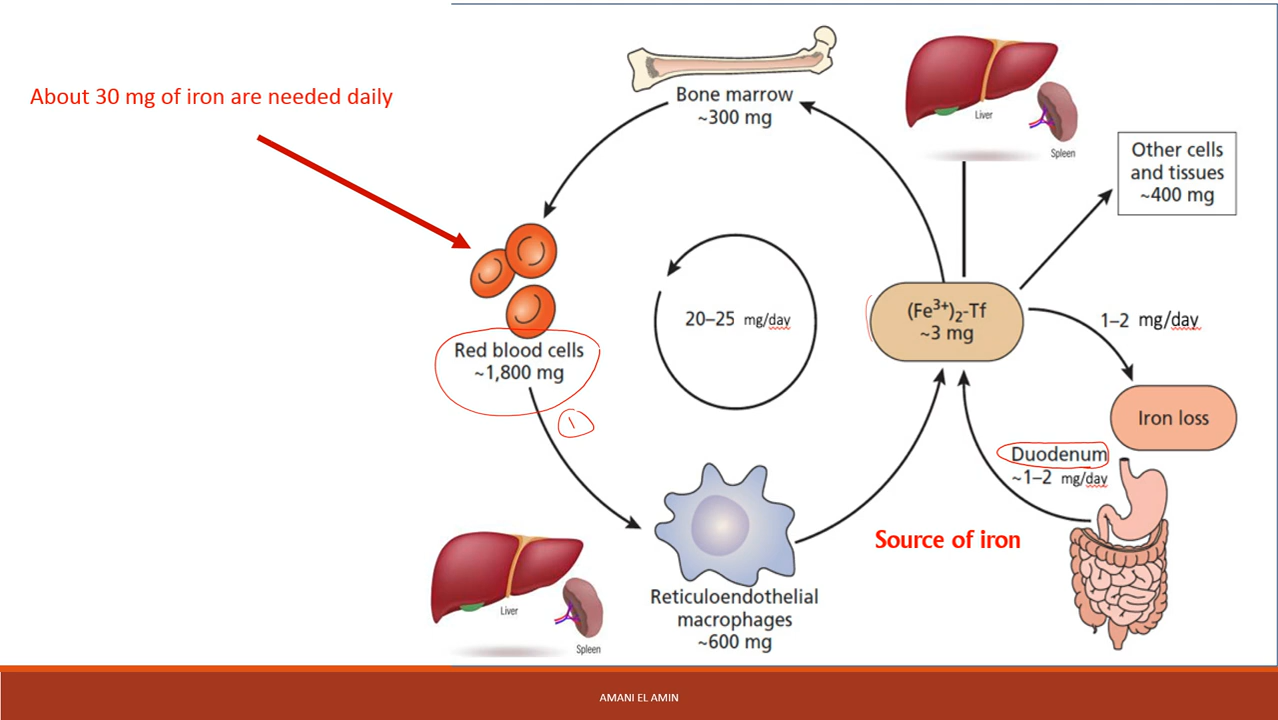 About 30 mg of iron are needed daily
Bone marrow
~300 mg
Liver
Spleen
Other cells
and tissues
~400 mg
20–25 mg/day
(Fe³⁺)₂-Tf
~3 mg
1–2 mg/day
Red blood cells
~1,800 mg
Iron loss
Duodenum
~1–2 mg/day
Source of iron
Liver
Spleen
Reticuloendothelial
macrophages
~600 mg
AMANI EL AMIN